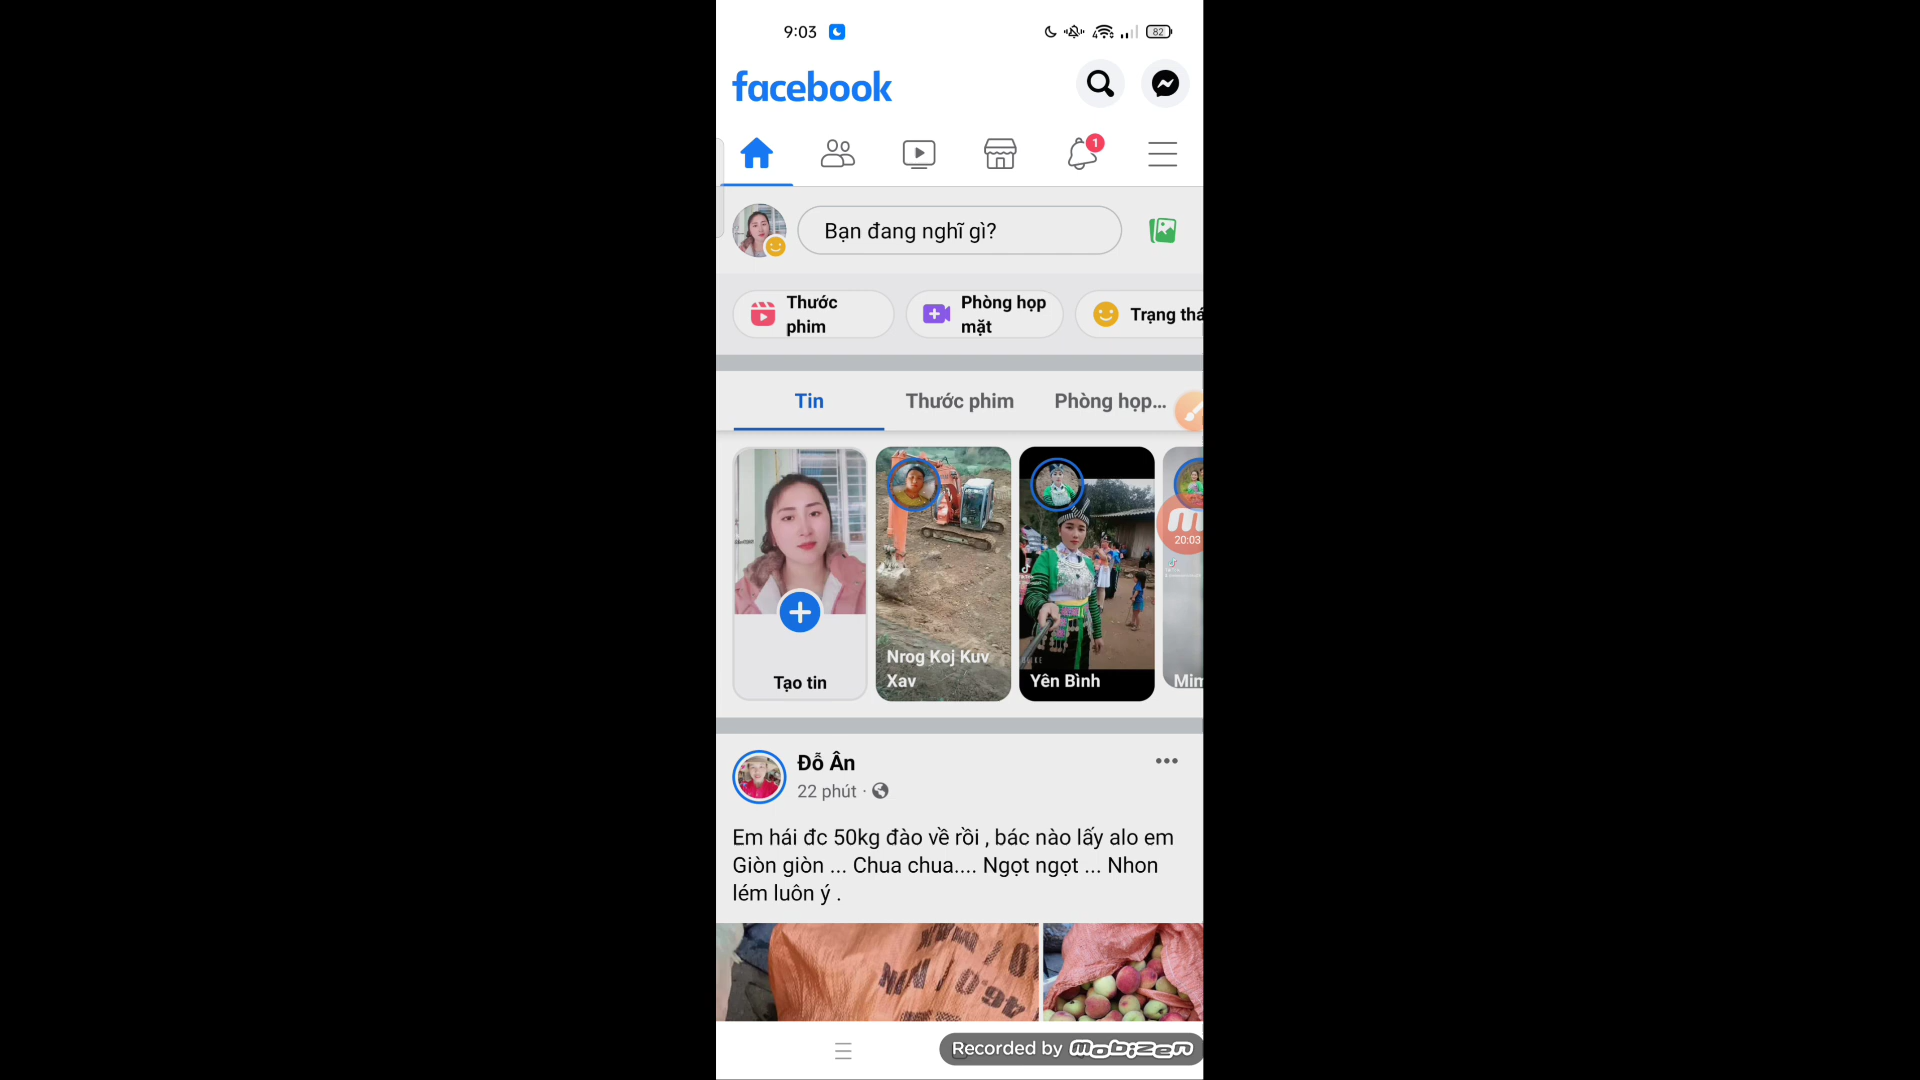 9:03
82
facebook
1
Bạn đang nghĩ gì?
Thước
phim
Phòng họp
mặt
Trạng thá
Tin
Thước phim
Phòng họp...
20:03
Nrog Koj Kuv
Xav
Yên Bình
Mim
Tạo tin
Đỗ Ân
22 phút ·
Em hái đc 50kg đào về rồi , bác nào lấy alo em
Giòn giòn ... Chua chua.... Ngọt ngọt ... Nhon
lém luôn ý .
Recorded by mobizen